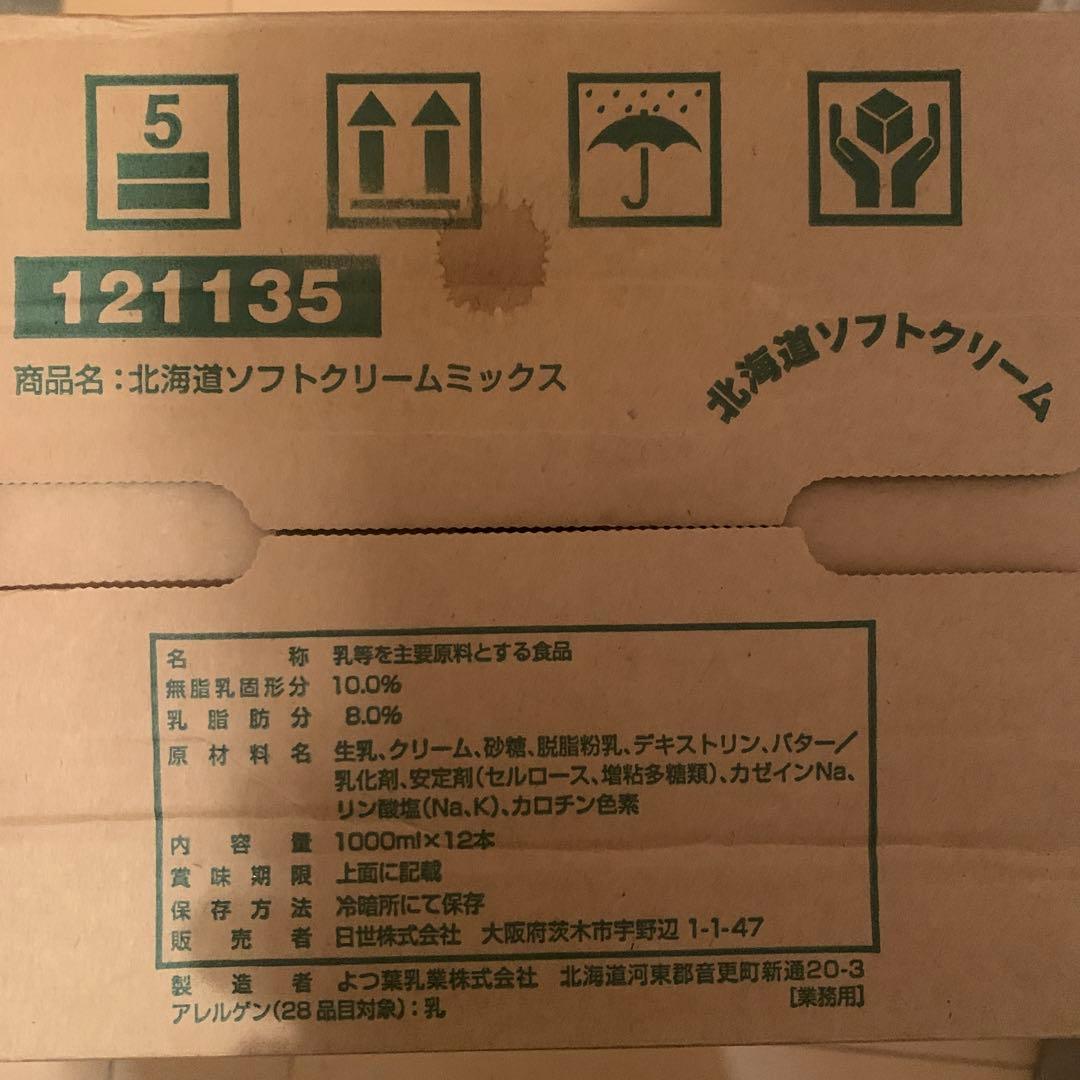 5
121135
商品名：北海道ソフトクリームミックス
北海道ソフトクリーム
名称 乳等を主要原料とする食品
無脂乳固形分 10.0%
乳脂肪分 8.0%
原材料名 生乳、クリーム、砂糖、脱脂粉乳、デキストリン、バター／
乳化剤、安定剤(セルロース、増粘多糖類)、カゼインNa、
リン酸塩(Na、K)、カロチン色素
内容量 1000ml×12本
賞味期限 上面に記載
保存方法 冷暗所にて保存
販売者 日世株式会社 大阪府茨木市宇野辺 1-1-47
製造者 よつ葉乳業株式会社 北海道河東郡音更町新通20-3
アレルゲン(28品目対象)：乳
[業務用]